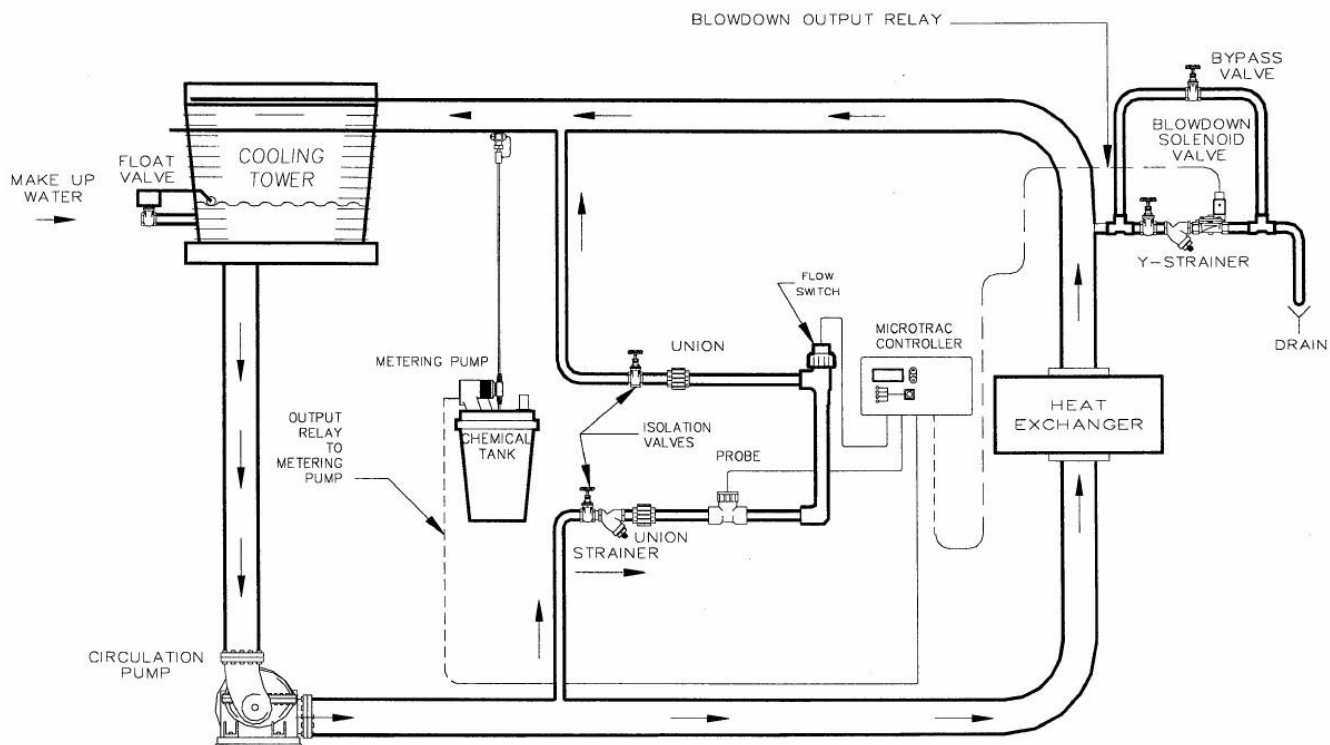 BLOWDOWN OUTPUT RELAY
BYPASS
VALVE
BLOWDOWN
SOLENOID
VALVE
FLOAT
VALVE
COOLING
TOWER
MAKE UP
WATER
Y-STRAINER
FLOW
SWITCH
MICROTRAC
CONTROLLER
DRAIN
UNION
METERING PUMP
HEAT
EXCHANGER
OUTPUT
RELAY
TO
METERING
PUMP
CHEMICAL
TANK
ISOLATION
VALVES
PROBE
UNION
STRAINER
CIRCULATION
PUMP